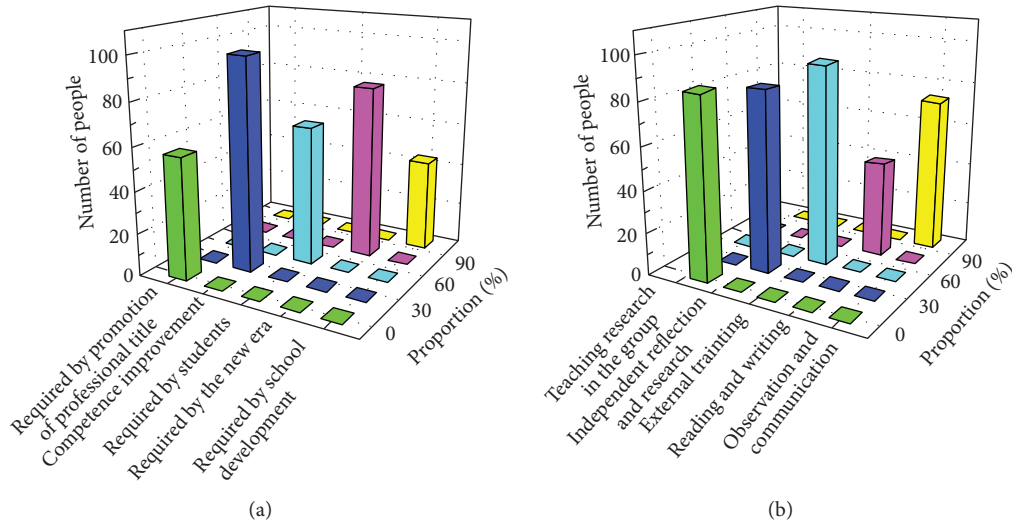 Number of people
100
80
60
40
20
0
Required by promotion
of professional title
Competence improvement
Required by students
Required by the new era
Required by school
development
0
30
60
90
Proportion (%)
(a)
Number of people
100
80
60
40
20
0
Teaching research
in the group
Independent reflection
and research
External trainting
Reading and writing
Observation and
communication
0
30
60
90
Proportion (%)
(b)